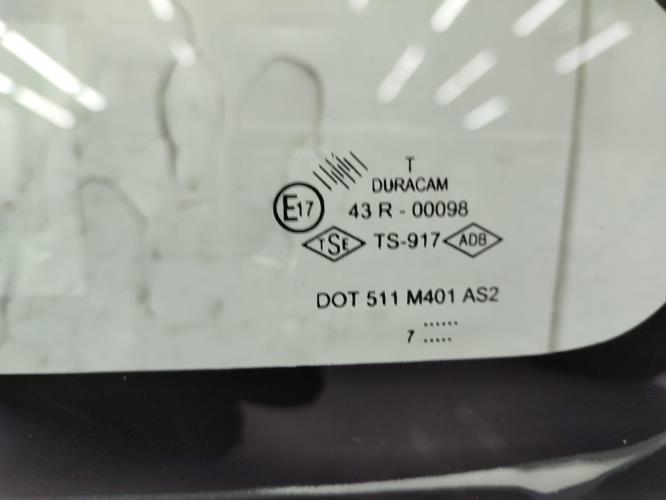 T
DURACAM
E17 43 R - 00098
TSE TS-917 ADB
DOT 511 M401 AS2
......
7 .....